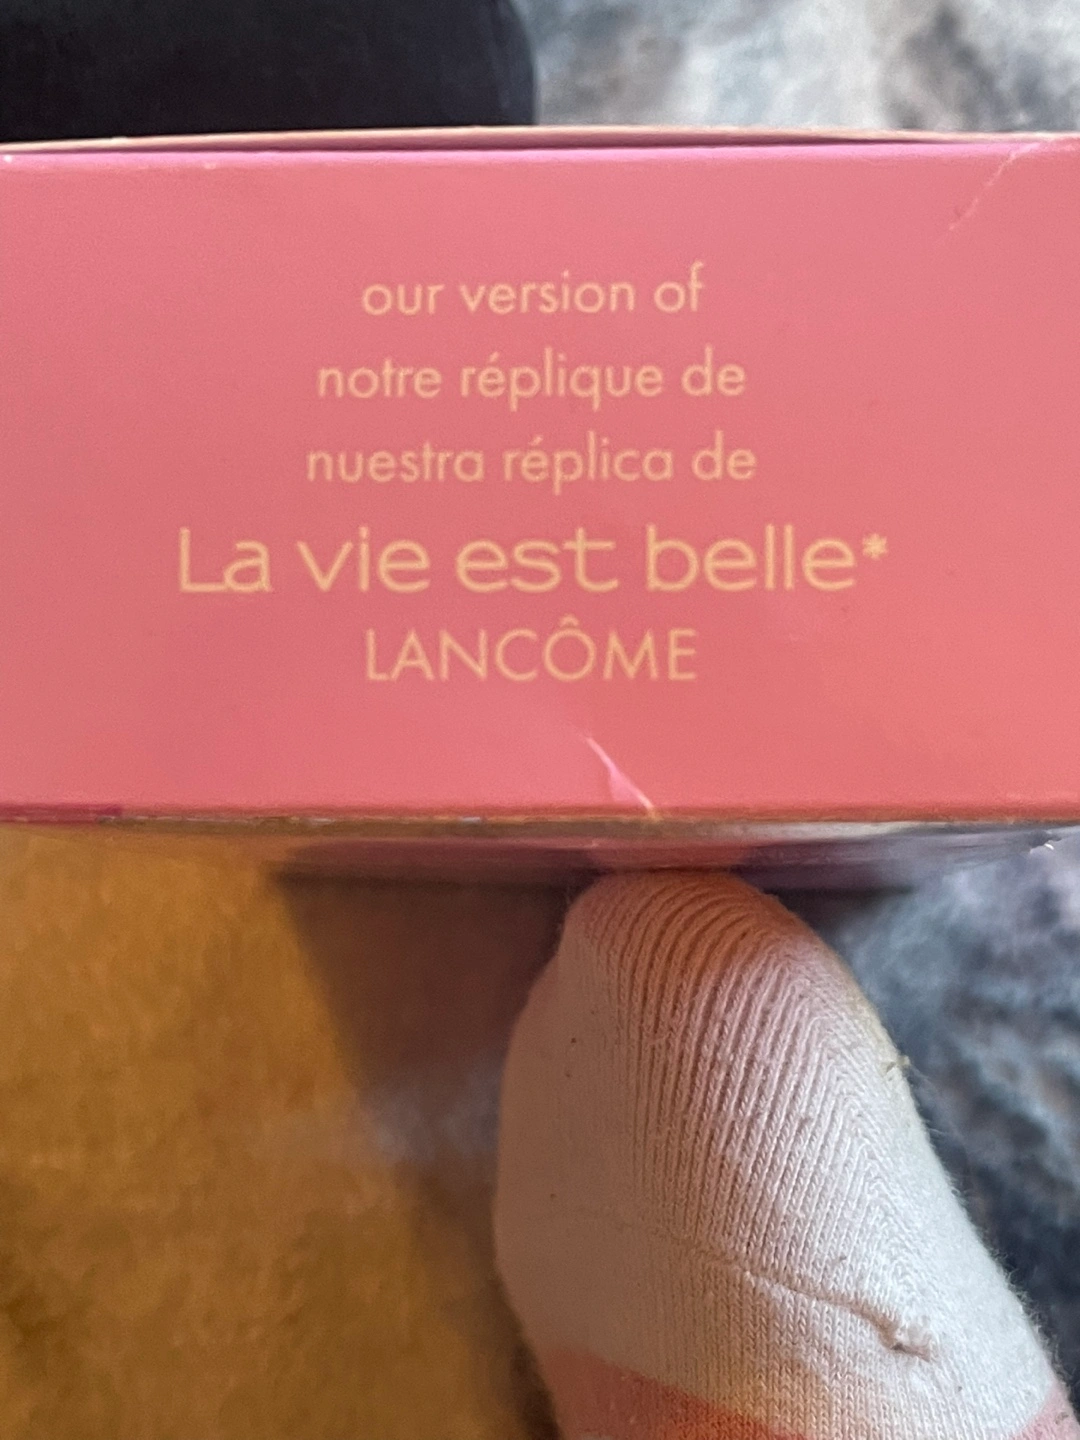 our version of
notre réplique de
nuestra réplica de
La vie est belle*
LANCÔME